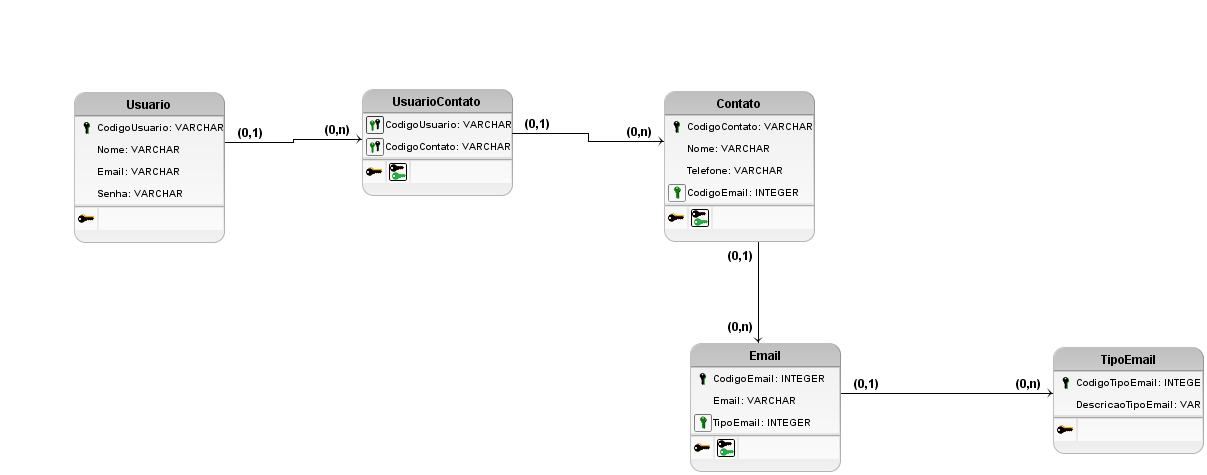 Usuario
CodigoUsuario: VARCHAR
Nome: VARCHAR
Email: VARCHAR
Senha: VARCHAR
(0,1)
(0,n)
UsuarioContato
CodigoUsuario: VARCHAR
CodigoContato: VARCHAR
(0,1)
(0,n)
Contato
CodigoContato: VARCHAR
Nome: VARCHAR
Telefone: VARCHAR
CodigoEmail: INTEGER
(0,1)
(0,n)
Email
CodigoEmail: INTEGER
Email: VARCHAR
TipoEmail: INTEGER
(0,1)
(0,n)
TipoEmail
CodigoTipoEmail: INTEGE
DescricaoTipoEmail: VAR